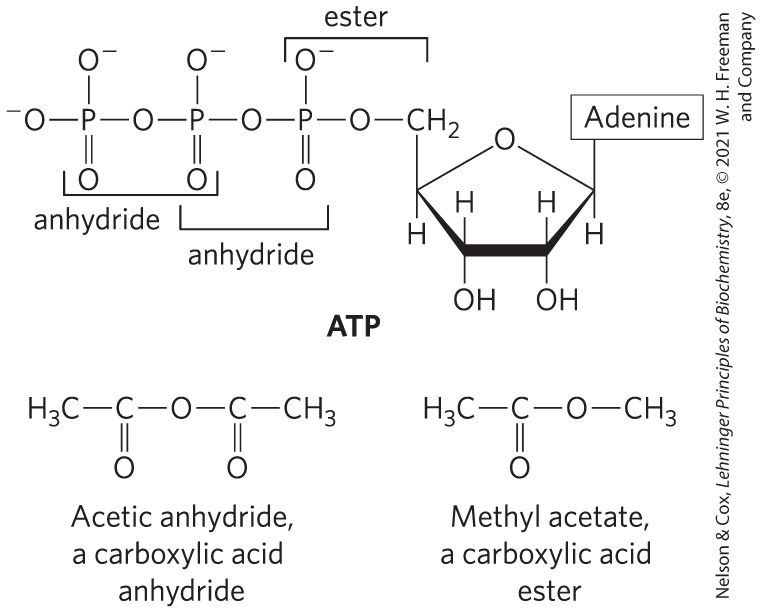 ester
O⁻ O⁻ O⁻
⁻O—P—O—P—O—P—O—CH₂
O Adenine
O O O
anhydride
anhydride
H H
H H
OH OH
ATP
H₃C—C—O—C—CH₃
O O
Acetic anhydride,
a carboxylic acid
anhydride
H₃C—C—O—CH₃
O
Methyl acetate,
a carboxylic acid
ester
Nelson & Cox, Lehninger Principles of Biochemistry, 8e, © 2021 W. H. Freeman
and Company